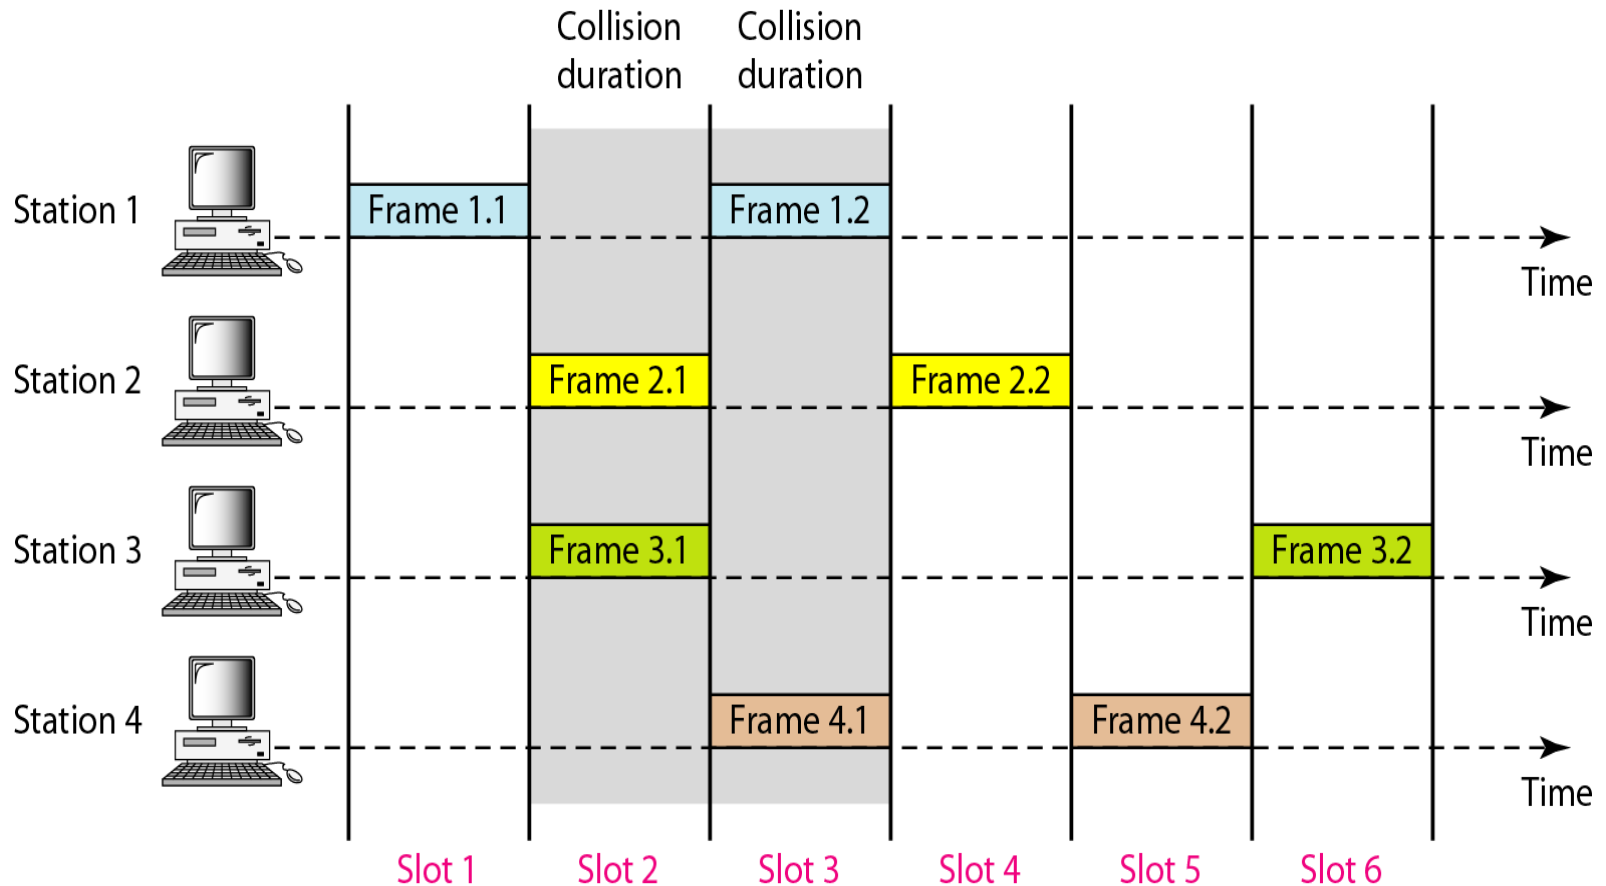 Collision Collision
duration duration
Station 1 Frame 1.1 Frame 1.2
Time
Station 2 Frame 2.1 Frame 2.2
Time
Station 3 Frame 3.1 Frame 3.2
Time
Station 4 Frame 4.1 Frame 4.2
Time
Slot 1 Slot 2 Slot 3 Slot 4 Slot 5 Slot 6